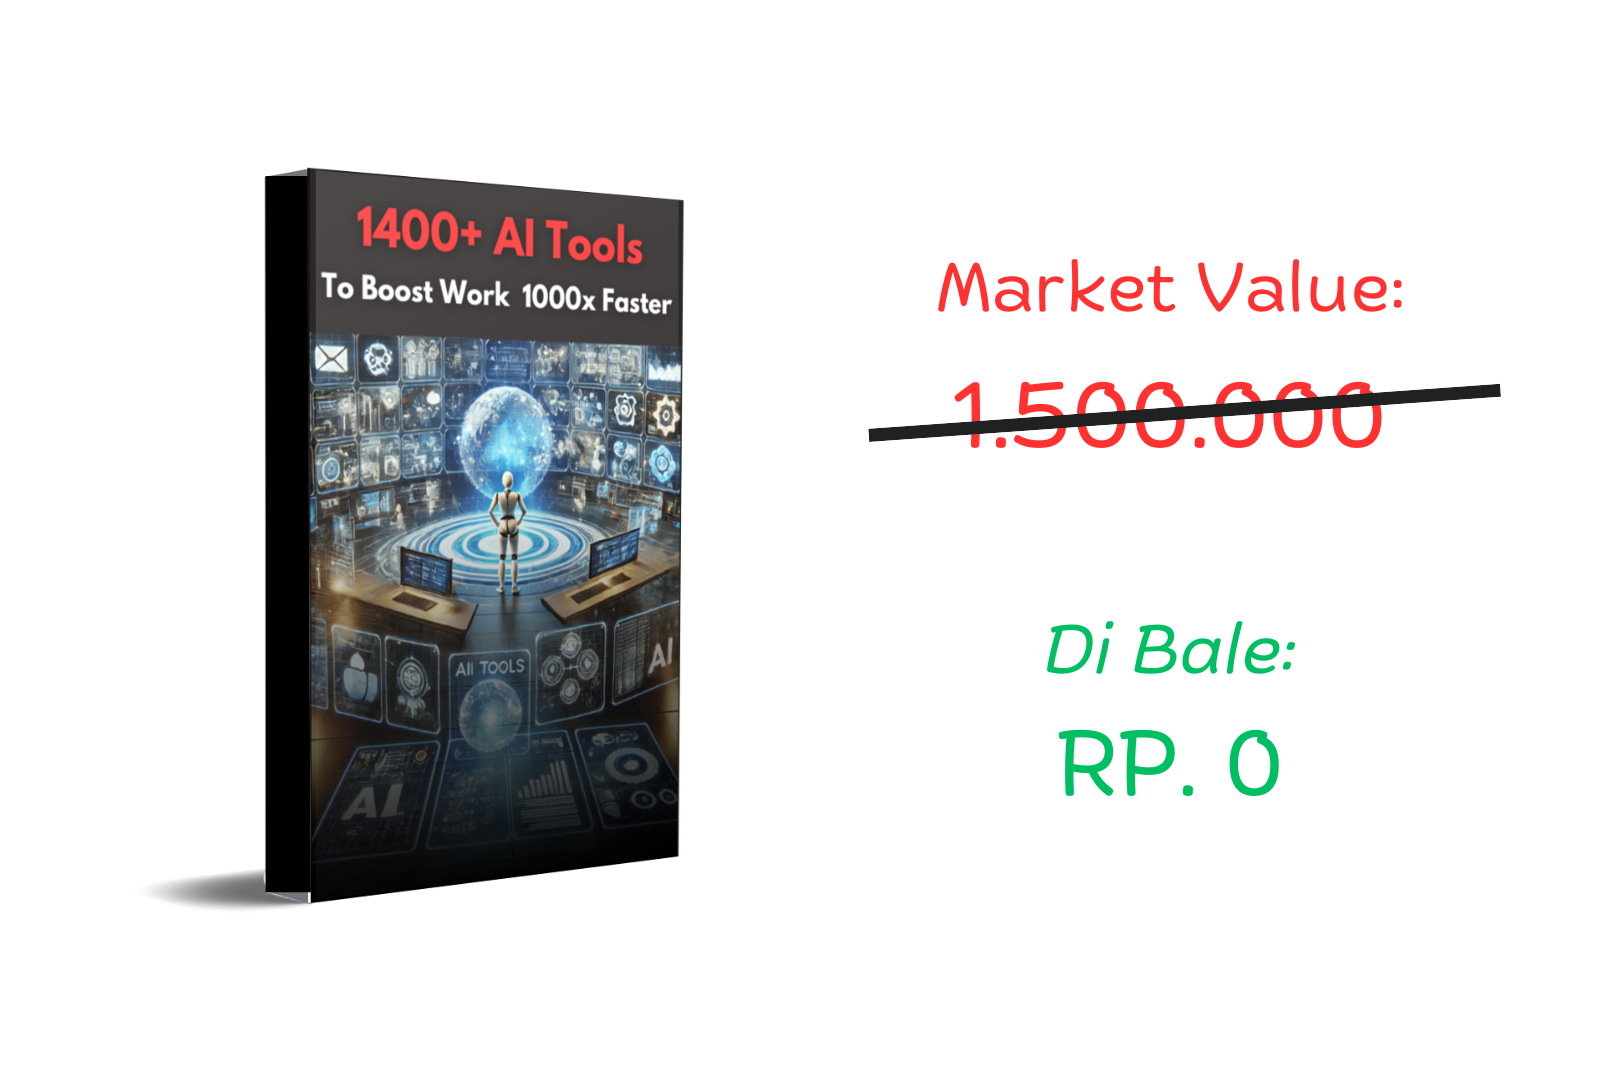 1400+ AI Tools
To Boost Work 1000x Faster
AII TOOLS
AI
AI
Market Value:
1.500.000
Di Bale:
RP. 0